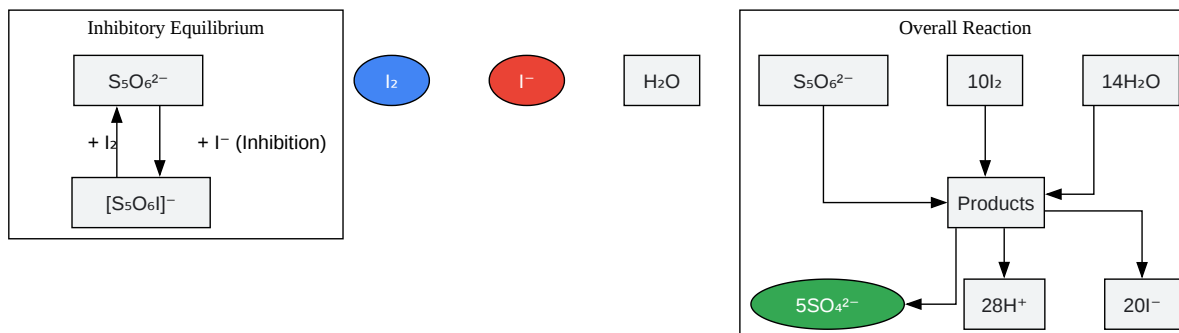 Inhibitory Equilibrium
Overall Reaction
S₅O₆²⁻
I₂
I⁻
H₂O
S₅O₆²⁻
10I₂
14H₂O
+ I₂
+ I⁻ (Inhibition)
[S₅O₆I]⁻
Products
5SO₄²⁻
28H⁺
20I⁻